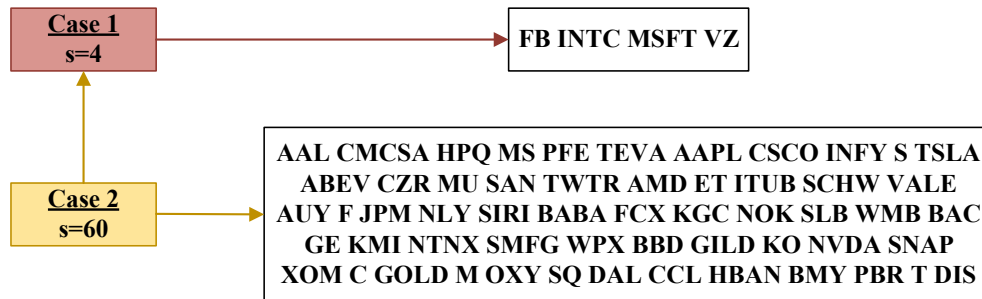 Case 1
s=4
FB INTC MSFT VZ
Case 2
s=60
AAL CMCSA HPQ MS PFE TEVA AAPL CSCO INFY S TSLA
ABEV CZR MU SAN TWTR AMD ET ITUB SCHW VALE
AUY F JPM NLY SIRI BABA FCX KGC NOK SLB WMB BAC
GE KMI NTNX SMFG WPX BBD GILD KO NVDA SNAP
XOM C GOLD M OXY SQ DAL CCL HBAN BMY PBR T DIS